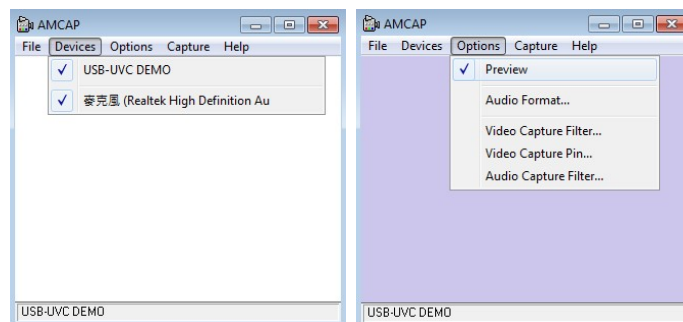 AMCAP
File Devices Options Capture Help
USB-UVC DEMO
麥克風 (Realtek High Definition Au
USB-UVC DEMO
AMCAP
File Devices Options Capture Help
Preview
Audio Format...
Video Capture Filter...
Video Capture Pin...
Audio Capture Filter...
USB-UVC DEMO